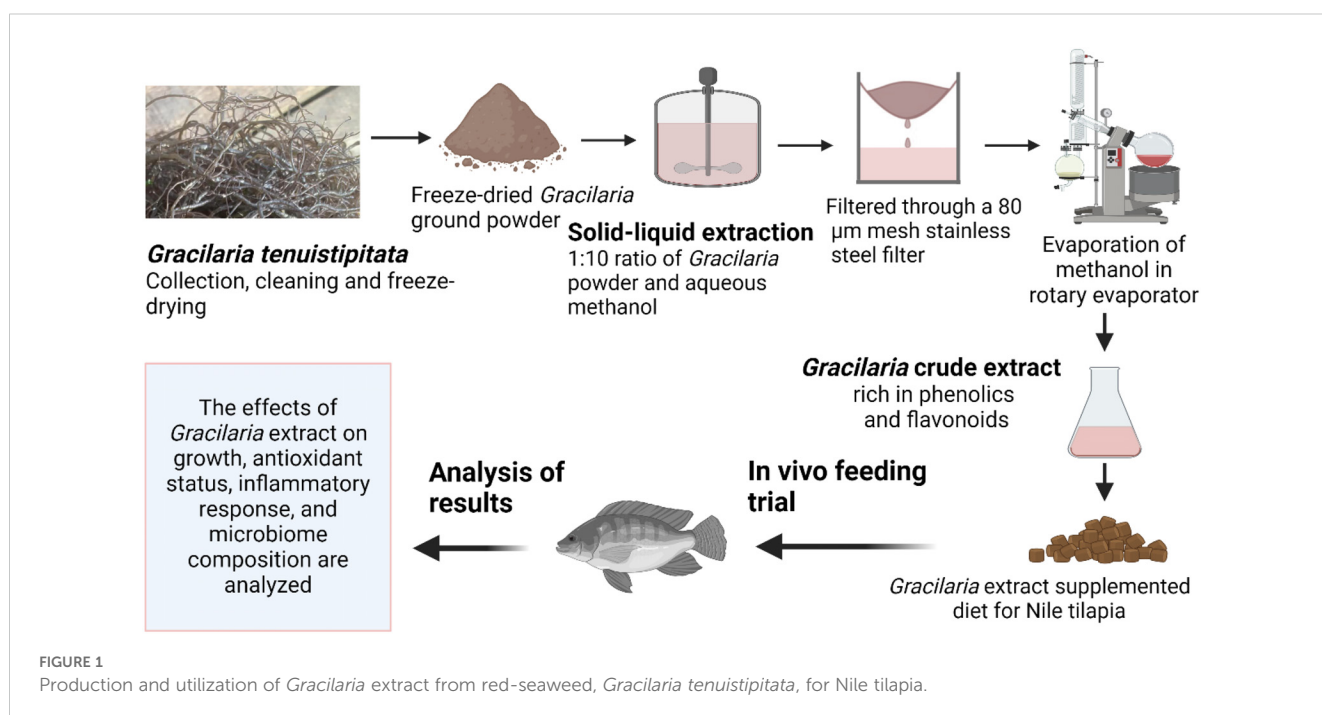 Freeze-dried Gracilaria
ground powder
Gracilaria tenuistipitata
Collection, cleaning and freeze-
drying
Solid-liquid extraction
1:10 ratio of Gracilaria
powder and aqueous
methanol
Filtered through a 80
µm mesh stainless
steel filter
Evaporation of
methanol in
rotary evaporator
Gracilaria crude extract
rich in phenolics
and flavonoids
Gracilaria extract supplemented
diet for Nile tilapia
In vivo feeding
trial
Analysis of
results
The effects of
Gracilaria extract on
growth, antioxidant
status, inflammatory
response, and
microbiome
composition are
analyzed
FIGURE 1
Production and utilization of Gracilaria extract from red-seaweed, Gracilaria tenuistipitata, for Nile tilapia.